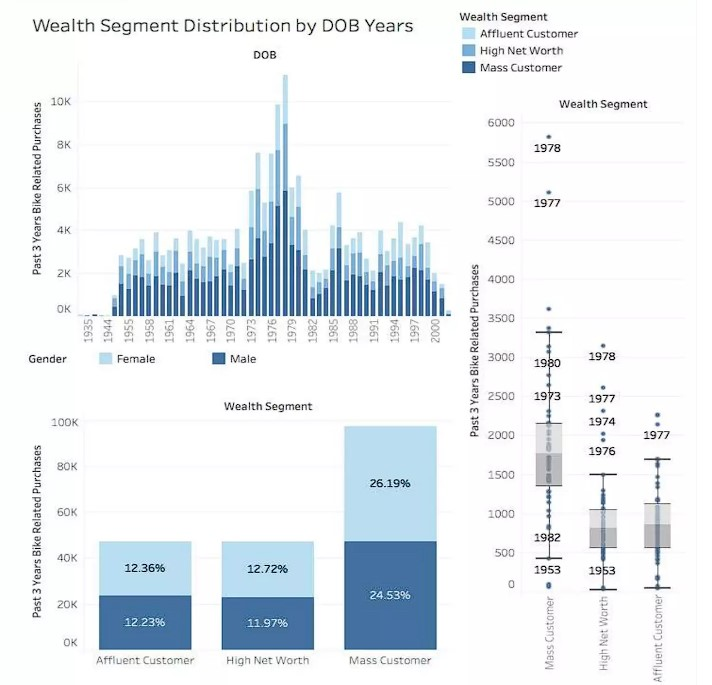 Wealth Segment Distribution by DOB Years
Wealth Segment
Affluent Customer
High Net Worth
Mass Customer
DOB
Past 3 Years Bike Related Purchases
10K
8K
6K
4K
2K
0K
1935
1944
1955
1958
1961
1964
1967
1970
1973
1976
1979
1982
1985
1988
1991
1994
1997
2000
Gender
Female
Male
Wealth Segment
Past 3 Years Bike Related Purchases
100K
80K
60K
40K
20K
0K
12.36%
12.72%
26.19%
12.23%
11.97%
24.53%
Affluent Customer
High Net Worth
Mass Customer
Wealth Segment
Past 3 Years Bike Related Purchases
6000
5500
5000
4500
4000
3500
3000
2500
2000
1500
1000
500
0
1978
1977
1980
1973
1982
1953
1978
1977
1974
1976
1953
1977
Mass Customer
High Net Worth
Affluent Customer